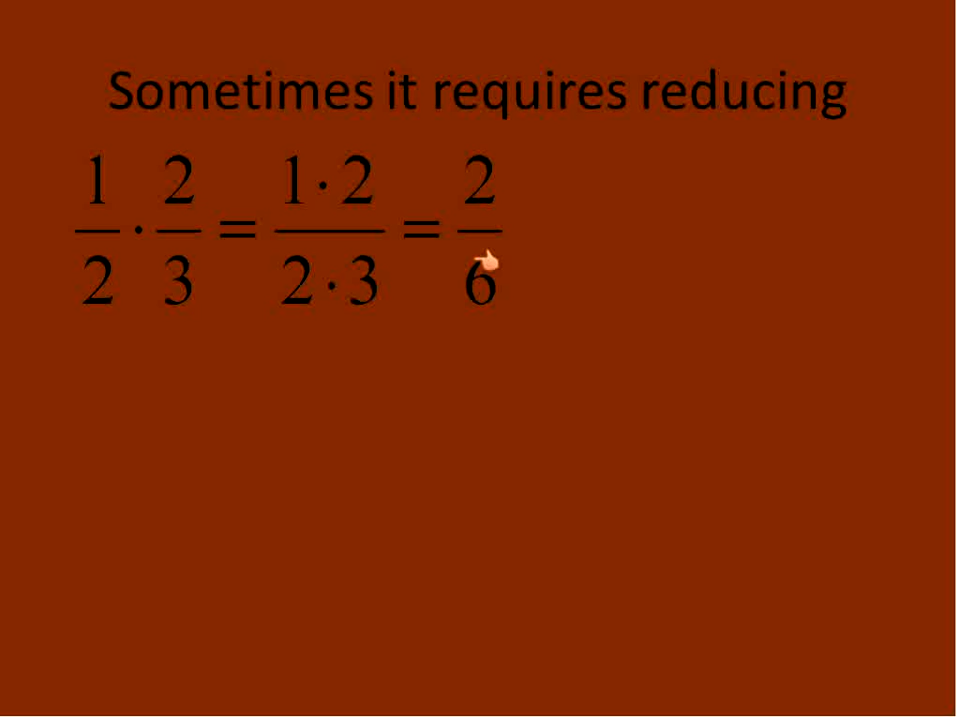 Sometimes it requires reducing
1/2 · 2/3 = 1·2/2·3 = 2/6